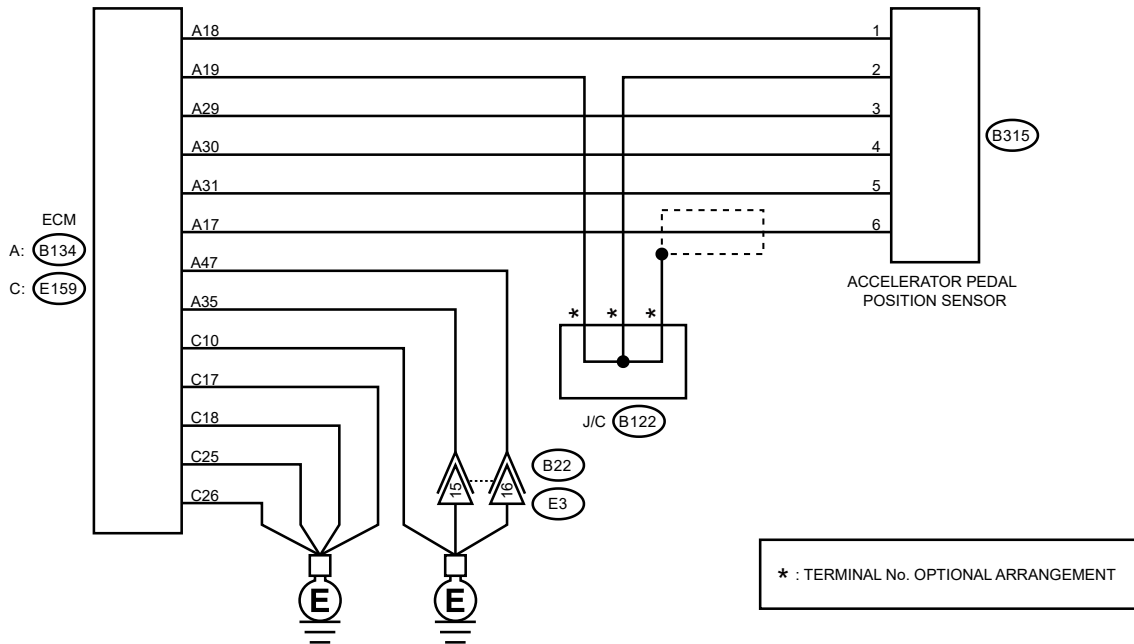 A18
1
A19
2
A29
3
A30
4
B315
A31
5
ECM
A: B134
A17
6
C: E159
A47
ACCELERATOR PEDAL
POSITION SENSOR
A35
* * *
C10
C17
J/C B122
C18
C25
B22
15
16
C26
E3
* : TERMINAL No. OPTIONAL ARRANGEMENT
E
E